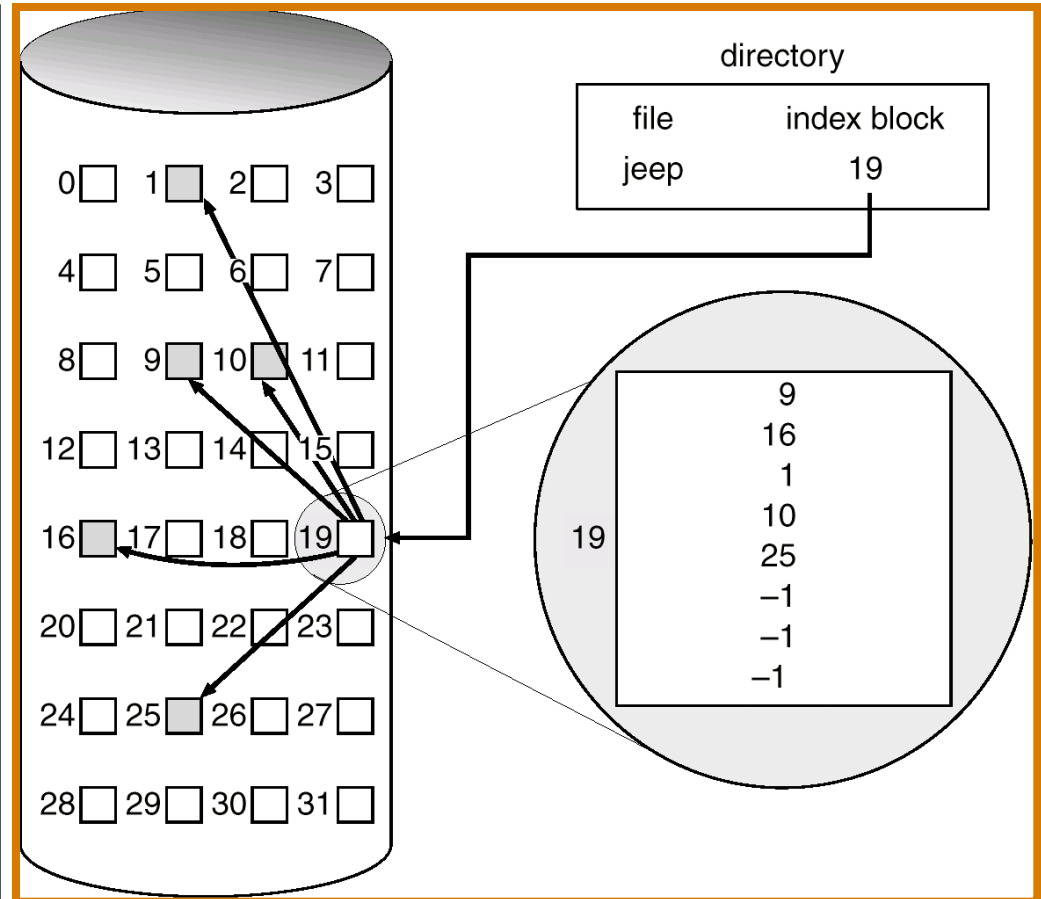 directory
file index block
jeep 19
0 1 2 3
4 5 6 7
8 9 10 11
12 13 14 15
16 17 18 19
20 21 22 23
24 25 26 27
28 29 30 31
19
9
16
1
10
25
–1
–1
–1